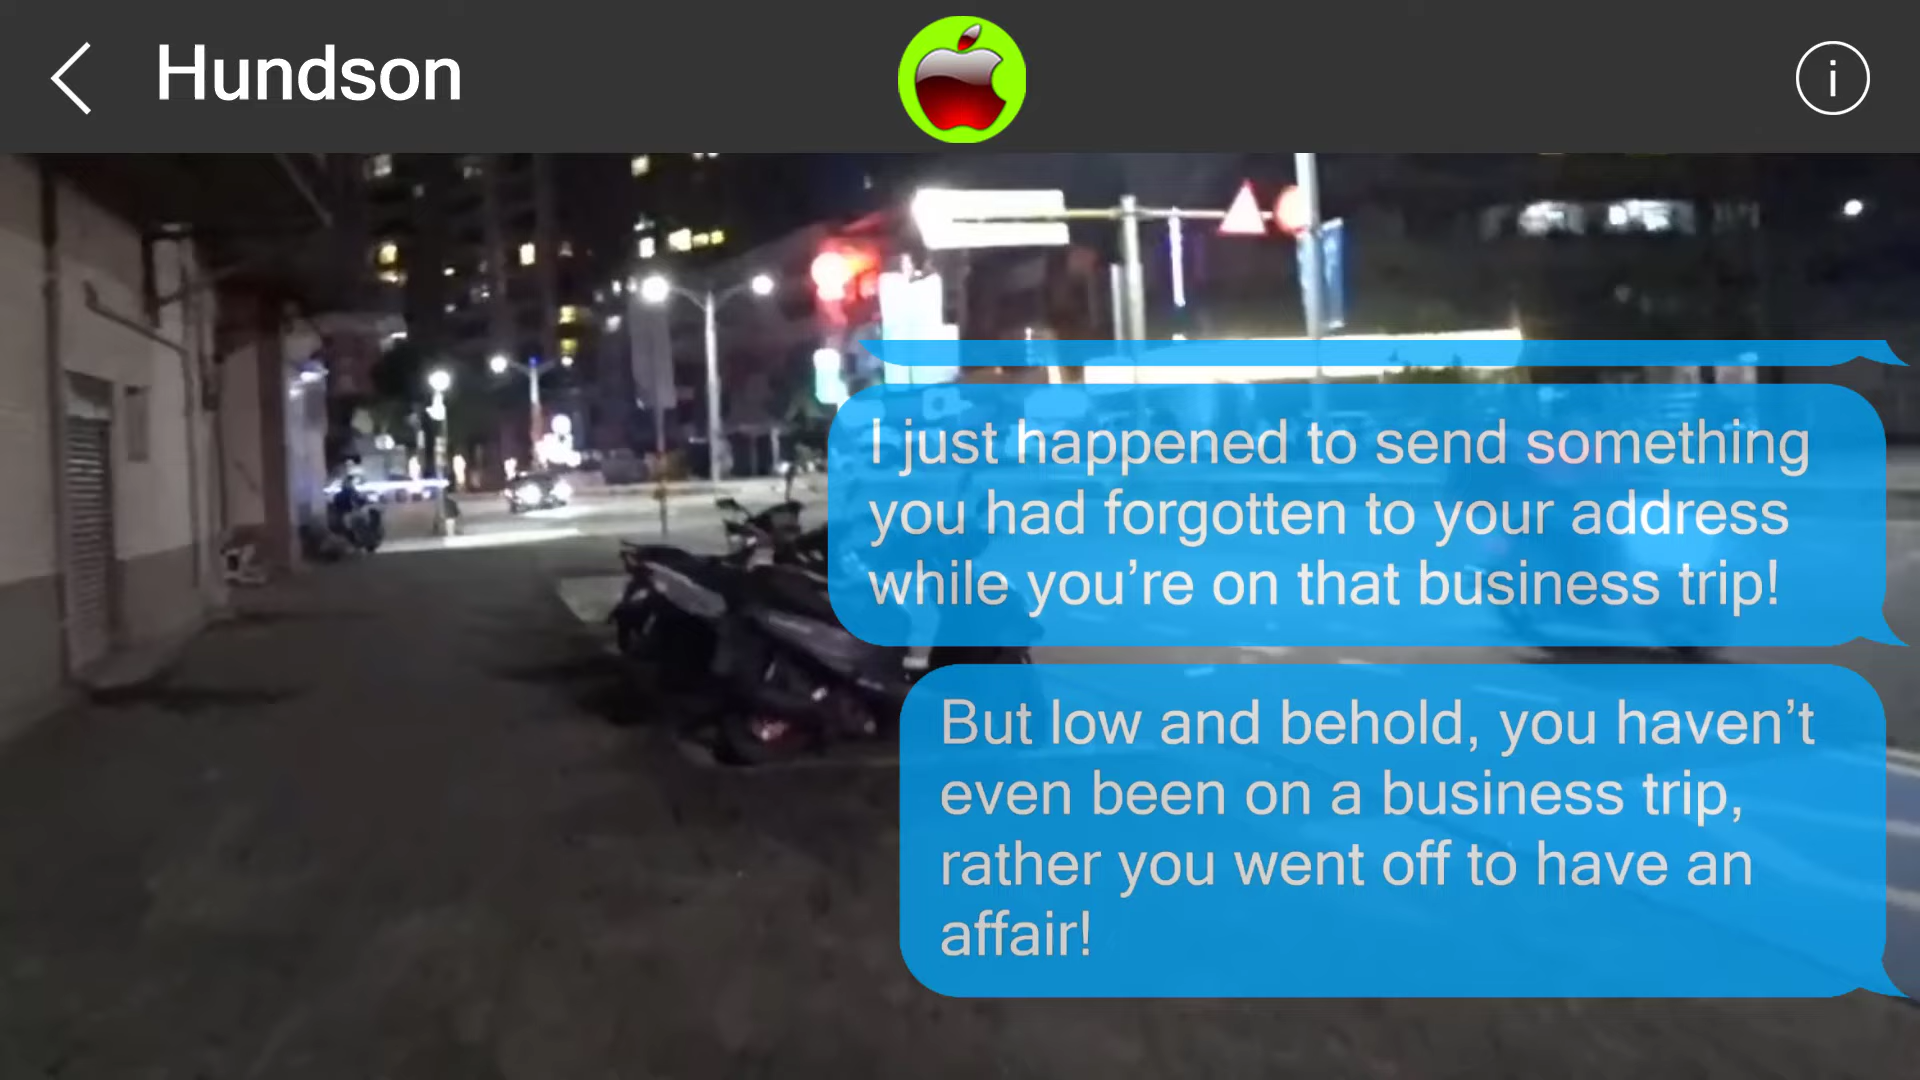 Hundson
I just happened to send something
you had forgotten to your address
while you’re on that business trip!
But low and behold, you haven’t
even been on a business trip,
rather you went off to have an
affair!